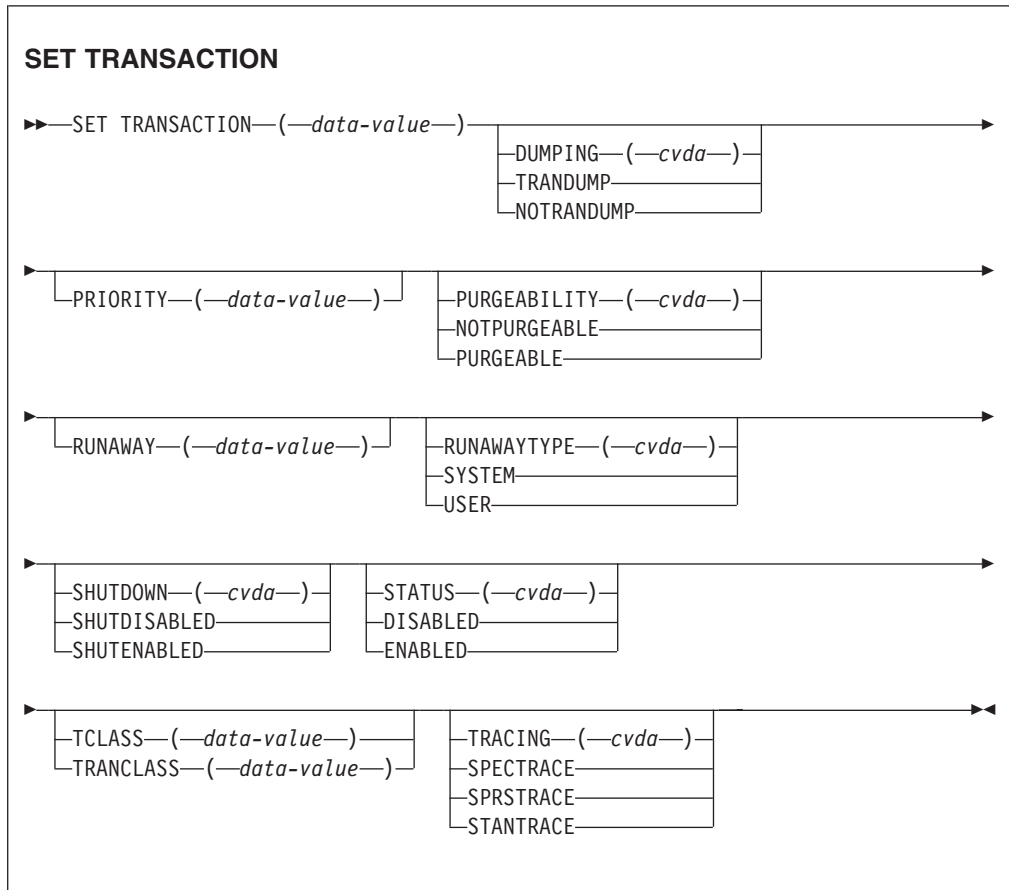 SET TRANSACTION
SET TRANSACTION ( data-value )
DUMPING ( cvda )
TRANDUMP
NOTRANDUMP
PRIORITY ( data-value )
PURGEABILITY ( cvda )
NOTPURGEABLE
PURGEABLE
RUNAWAY ( data-value )
RUNAWAYTYPE ( cvda )
SYSTEM
USER
SHUTDOWN ( cvda )
SHUTDISABLED
SHUTENABLED
STATUS ( cvda )
DISABLED
ENABLED
TCLASS ( data-value )
TRANCLASS ( data-value )
TRACING ( cvda )
SPECTRACE
SPRSTRACE
STANTRACE